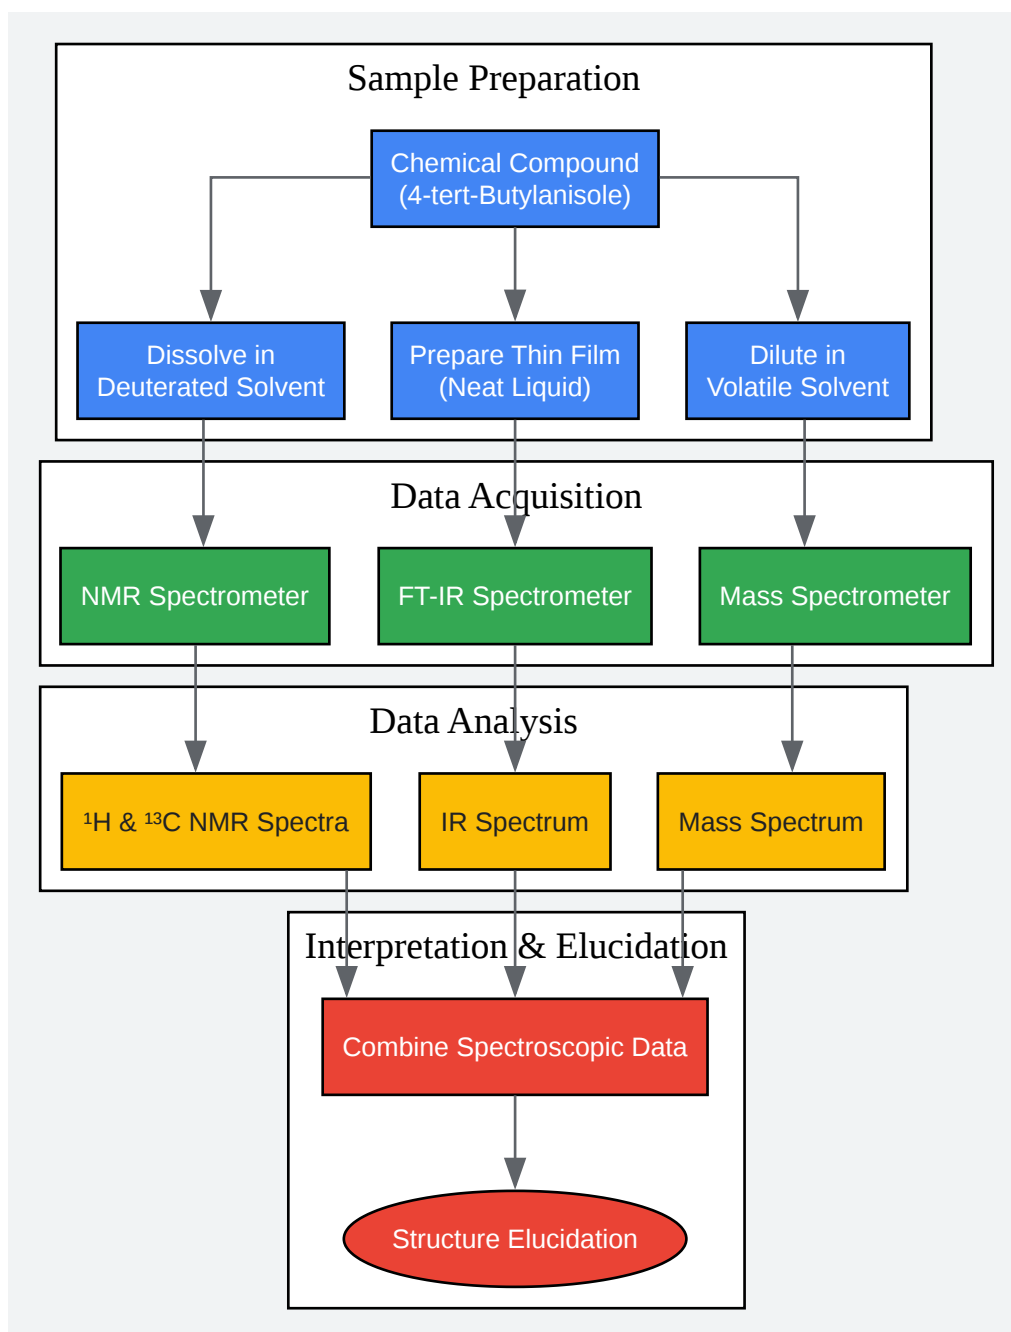 Sample Preparation
Chemical Compound
(4-tert-Butylanisole)
Dissolve in
Deuterated Solvent
Prepare Thin Film
(Neat Liquid)
Dilute in
Volatile Solvent
Data Acquisition
NMR Spectrometer
FT-IR Spectrometer
Mass Spectrometer
Data Analysis
¹H & ¹³C NMR Spectra
IR Spectrum
Mass Spectrum
Interpretation & Elucidation
Combine Spectroscopic Data
Structure Elucidation